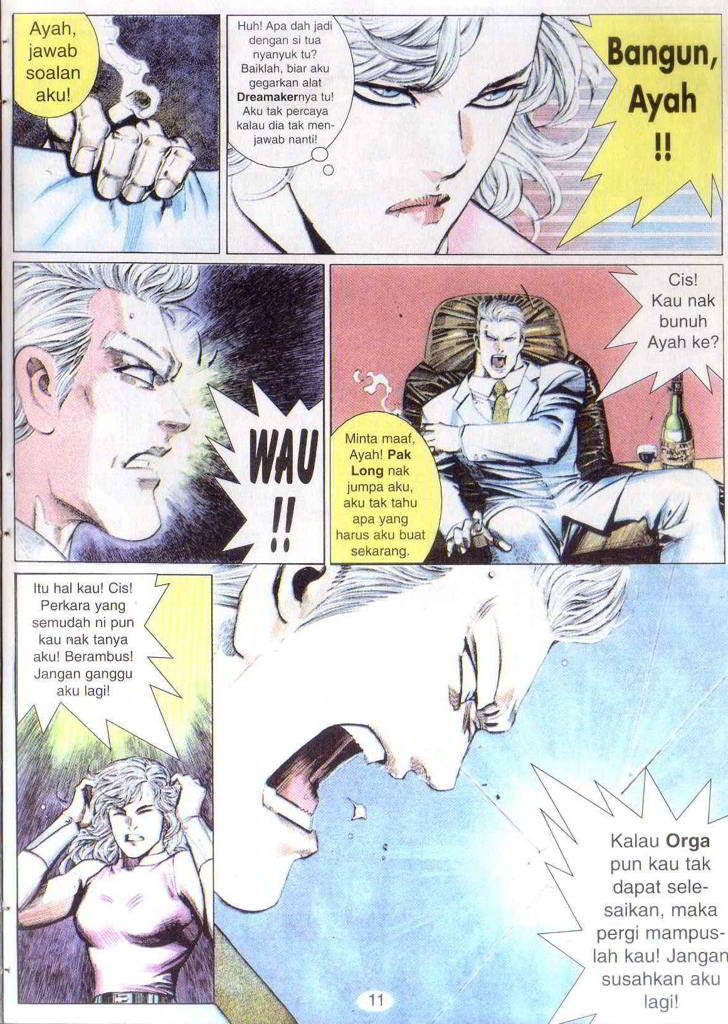 Ayah,
jawab
soalan
aku!
Huh! Apa dah jadi
dengan si tua
nyanyuk tu?
Baiklah, biar aku
gegarkan alat
Dreamakernya tu!
Aku tak percaya
kalau dia tak men-
jawab nanti!
Bangun,
Ayah
!!
WAU
!!
Cis!
Kau nak
bunuh
Ayah ke?
Minta maaf,
Ayah! Pak
Long nak
jumpa aku,
aku tak tahu
apa yang
harus aku buat
sekarang.
Itu hal kau! Cis!
Perkara yang
semudah ni pun
kau nak tanya
aku! Berambus!
Jangan ganggu
aku lagi!
Kalau Orga
pun kau tak
dapat sele-
saikan, maka
pergi mampus-
lah kau! Jangan
susahkan aku
lagi!
11